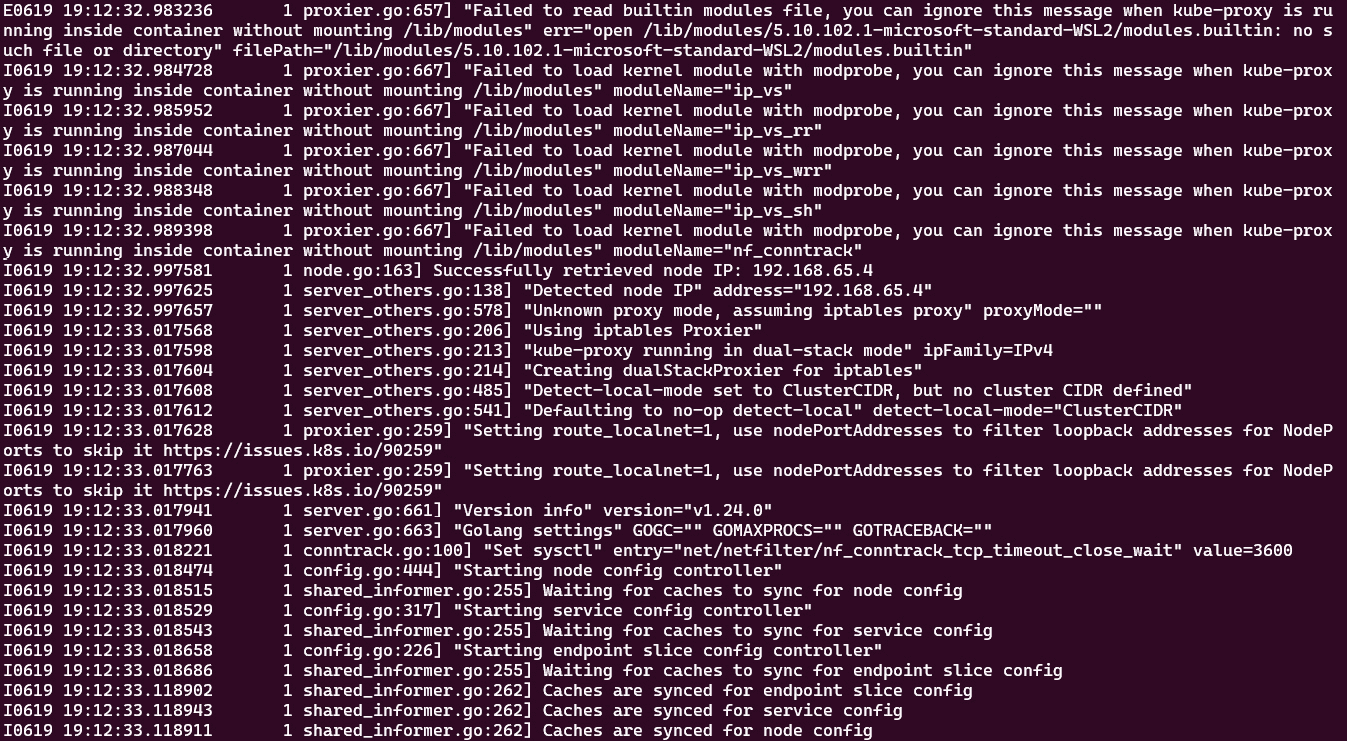 E0619 19:12:32.983236       1 proxier.go:657] "Failed to read builtin modules file, you can ignore this message when kube-proxy is ru
nning inside container without mounting /lib/modules" err="open /lib/modules/5.10.102.1-microsoft-standard-WSL2/modules.builtin: no s
uch file or directory" filePath="/lib/modules/5.10.102.1-microsoft-standard-WSL2/modules.builtin"
I0619 19:12:32.984728       1 proxier.go:667] "Failed to load kernel module with modprobe, you can ignore this message when kube-prox
y is running inside container without mounting /lib/modules" moduleName="ip_vs"
I0619 19:12:32.985952       1 proxier.go:667] "Failed to load kernel module with modprobe, you can ignore this message when kube-prox
y is running inside container without mounting /lib/modules" moduleName="ip_vs_rr"
I0619 19:12:32.987044       1 proxier.go:667] "Failed to load kernel module with modprobe, you can ignore this message when kube-prox
y is running inside container without mounting /lib/modules" moduleName="ip_vs_wrr"
I0619 19:12:32.988348       1 proxier.go:667] "Failed to load kernel module with modprobe, you can ignore this message when kube-prox
y is running inside container without mounting /lib/modules" moduleName="ip_vs_sh"
I0619 19:12:32.989398       1 proxier.go:667] "Failed to load kernel module with modprobe, you can ignore this message when kube-prox
y is running inside container without mounting /lib/modules" moduleName="nf_conntrack"
I0619 19:12:32.997581       1 node.go:163] Successfully retrieved node IP: 192.168.65.4
I0619 19:12:32.997625       1 server_others.go:138] "Detected node IP" address="192.168.65.4"
I0619 19:12:32.997657       1 server_others.go:578] "Unknown proxy mode, assuming iptables proxy" proxyMode=""
I0619 19:12:33.017568       1 server_others.go:206] "Using iptables Proxier"
I0619 19:12:33.017598       1 server_others.go:213] "kube-proxy running in dual-stack mode" ipFamily=IPv4
I0619 19:12:33.017604       1 server_others.go:214] "Creating dualStackProxier for iptables"
I0619 19:12:33.017608       1 server_others.go:485] "Detect-local-mode set to ClusterCIDR, but no cluster CIDR defined"
I0619 19:12:33.017612       1 server_others.go:541] "Defaulting to no-op detect-local" detect-local-mode="ClusterCIDR"
I0619 19:12:33.017628       1 proxier.go:259] "Setting route_localnet=1, use nodePortAddresses to filter loopback addresses for NodeP
orts to skip it https://issues.k8s.io/90259"
I0619 19:12:33.017763       1 proxier.go:259] "Setting route_localnet=1, use nodePortAddresses to filter loopback addresses for NodeP
orts to skip it https://issues.k8s.io/90259"
I0619 19:12:33.017941       1 server.go:661] "Version info" version="v1.24.0"
I0619 19:12:33.017960       1 server.go:663] "Golang settings" GOGC="" GOMAXPROCS="" GOTRACEBACK=""
I0619 19:12:33.018221       1 conntrack.go:100] "Set sysctl" entry="net/netfilter/nf_conntrack_tcp_timeout_close_wait" value=3600
I0619 19:12:33.018474       1 config.go:444] "Starting node config controller"
I0619 19:12:33.018515       1 shared_informer.go:255] Waiting for caches to sync for node config
I0619 19:12:33.018529       1 config.go:317] "Starting service config controller"
I0619 19:12:33.018543       1 shared_informer.go:255] Waiting for caches to sync for service config
I0619 19:12:33.018658       1 config.go:226] "Starting endpoint slice config controller"
I0619 19:12:33.018686       1 shared_informer.go:255] Waiting for caches to sync for endpoint slice config
I0619 19:12:33.118902       1 shared_informer.go:262] Caches are synced for endpoint slice config
I0619 19:12:33.118943       1 shared_informer.go:262] Caches are synced for service config
I0619 19:12:33.118911       1 shared_informer.go:262] Caches are synced for node config